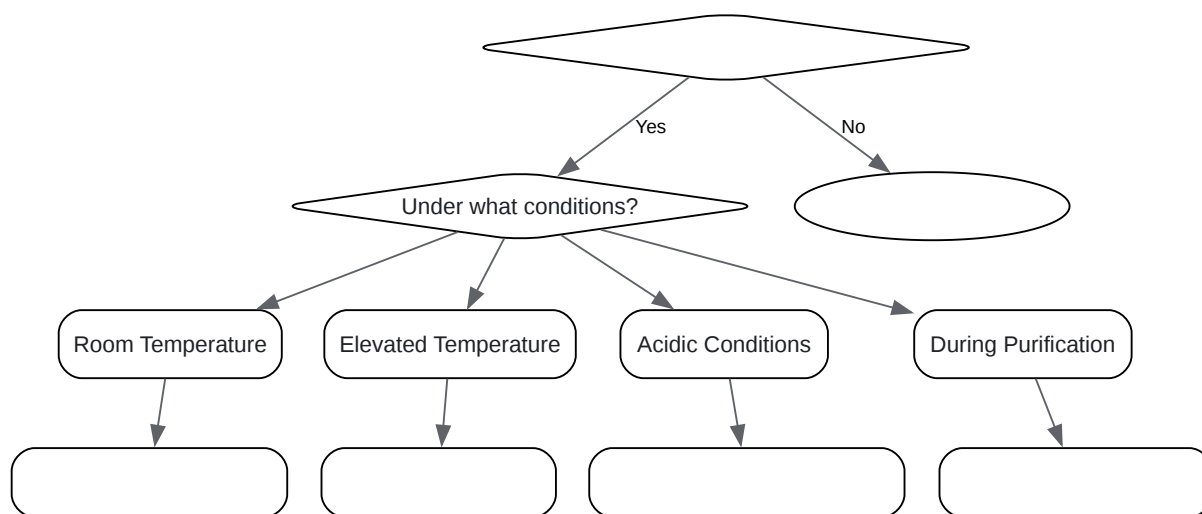 Yes
No
Under what conditions?
Room Temperature
Elevated Temperature
Acidic Conditions
During Purification